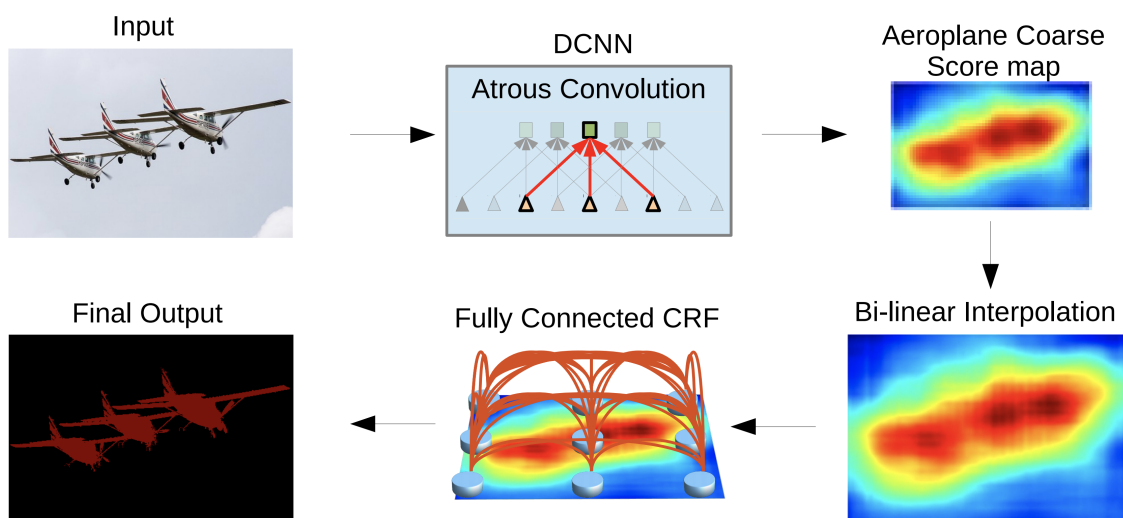 Input
DCNN
Atrous Convolution
Aeroplane Coarse
Score map
Bi-linear Interpolation
Fully Connected CRF
Final Output